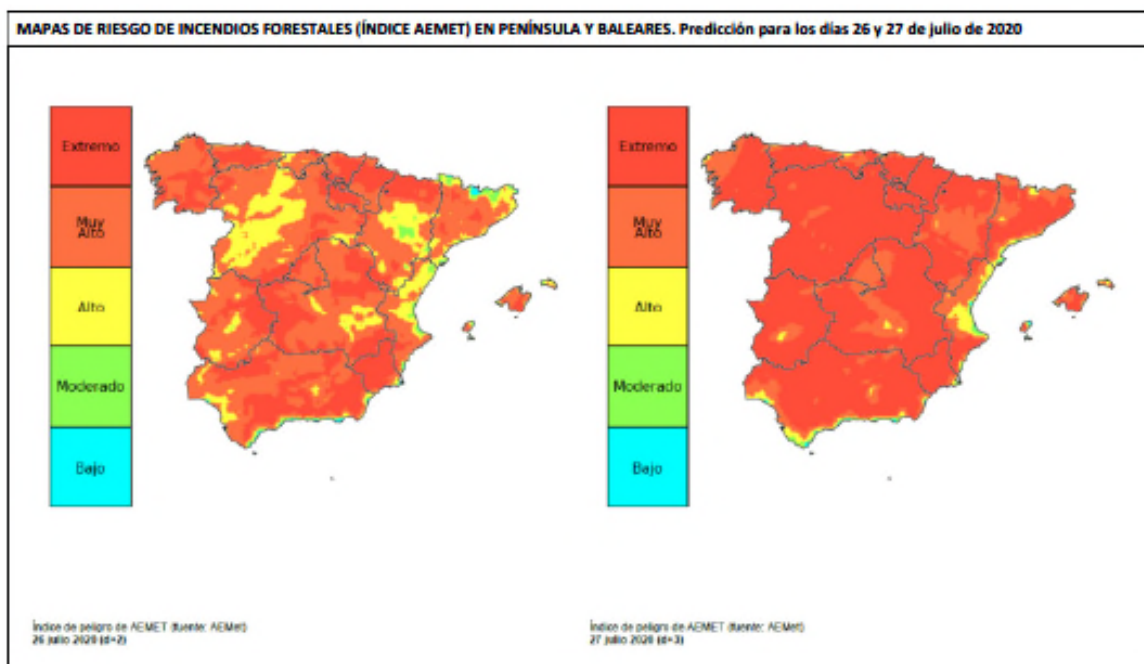 MAPAS DE RIESGO DE INCENDIOS FORESTALES (ÍNDICE AEMET) EN PENÍNSULA Y BALEARES. Predicción para los días 26 y 27 de julio de 2020
Extremo
Muy
Alto
Alto
Moderado
Bajo
Índice de peligro de AEMET (fuente: AEMet)
26 julio 2020 (d+2)
Extremo
Muy
Alto
Alto
Moderado
Bajo
Índice de peligro de AEMET (fuente: AEMet)
27 julio 2020 (d+3)